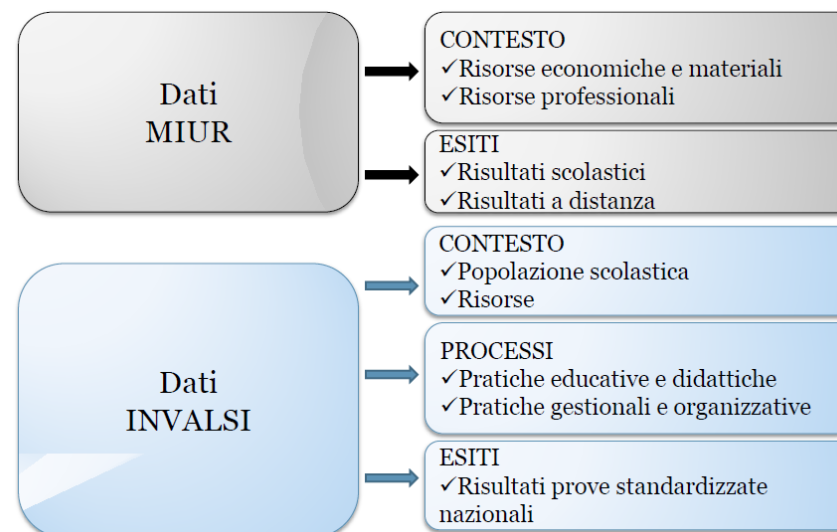 Dati
MIUR
CONTESTO
✓Risorse economiche e materiali
✓Risorse professionali
ESITI
✓Risultati scolastici
✓Risultati a distanza
Dati
INVALSI
CONTESTO
✓Popolazione scolastica
✓Risorse
PROCESSI
✓Pratiche educative e didattiche
✓Pratiche gestionali e organizzative
ESITI
✓Risultati prove standardizzate
nazionali